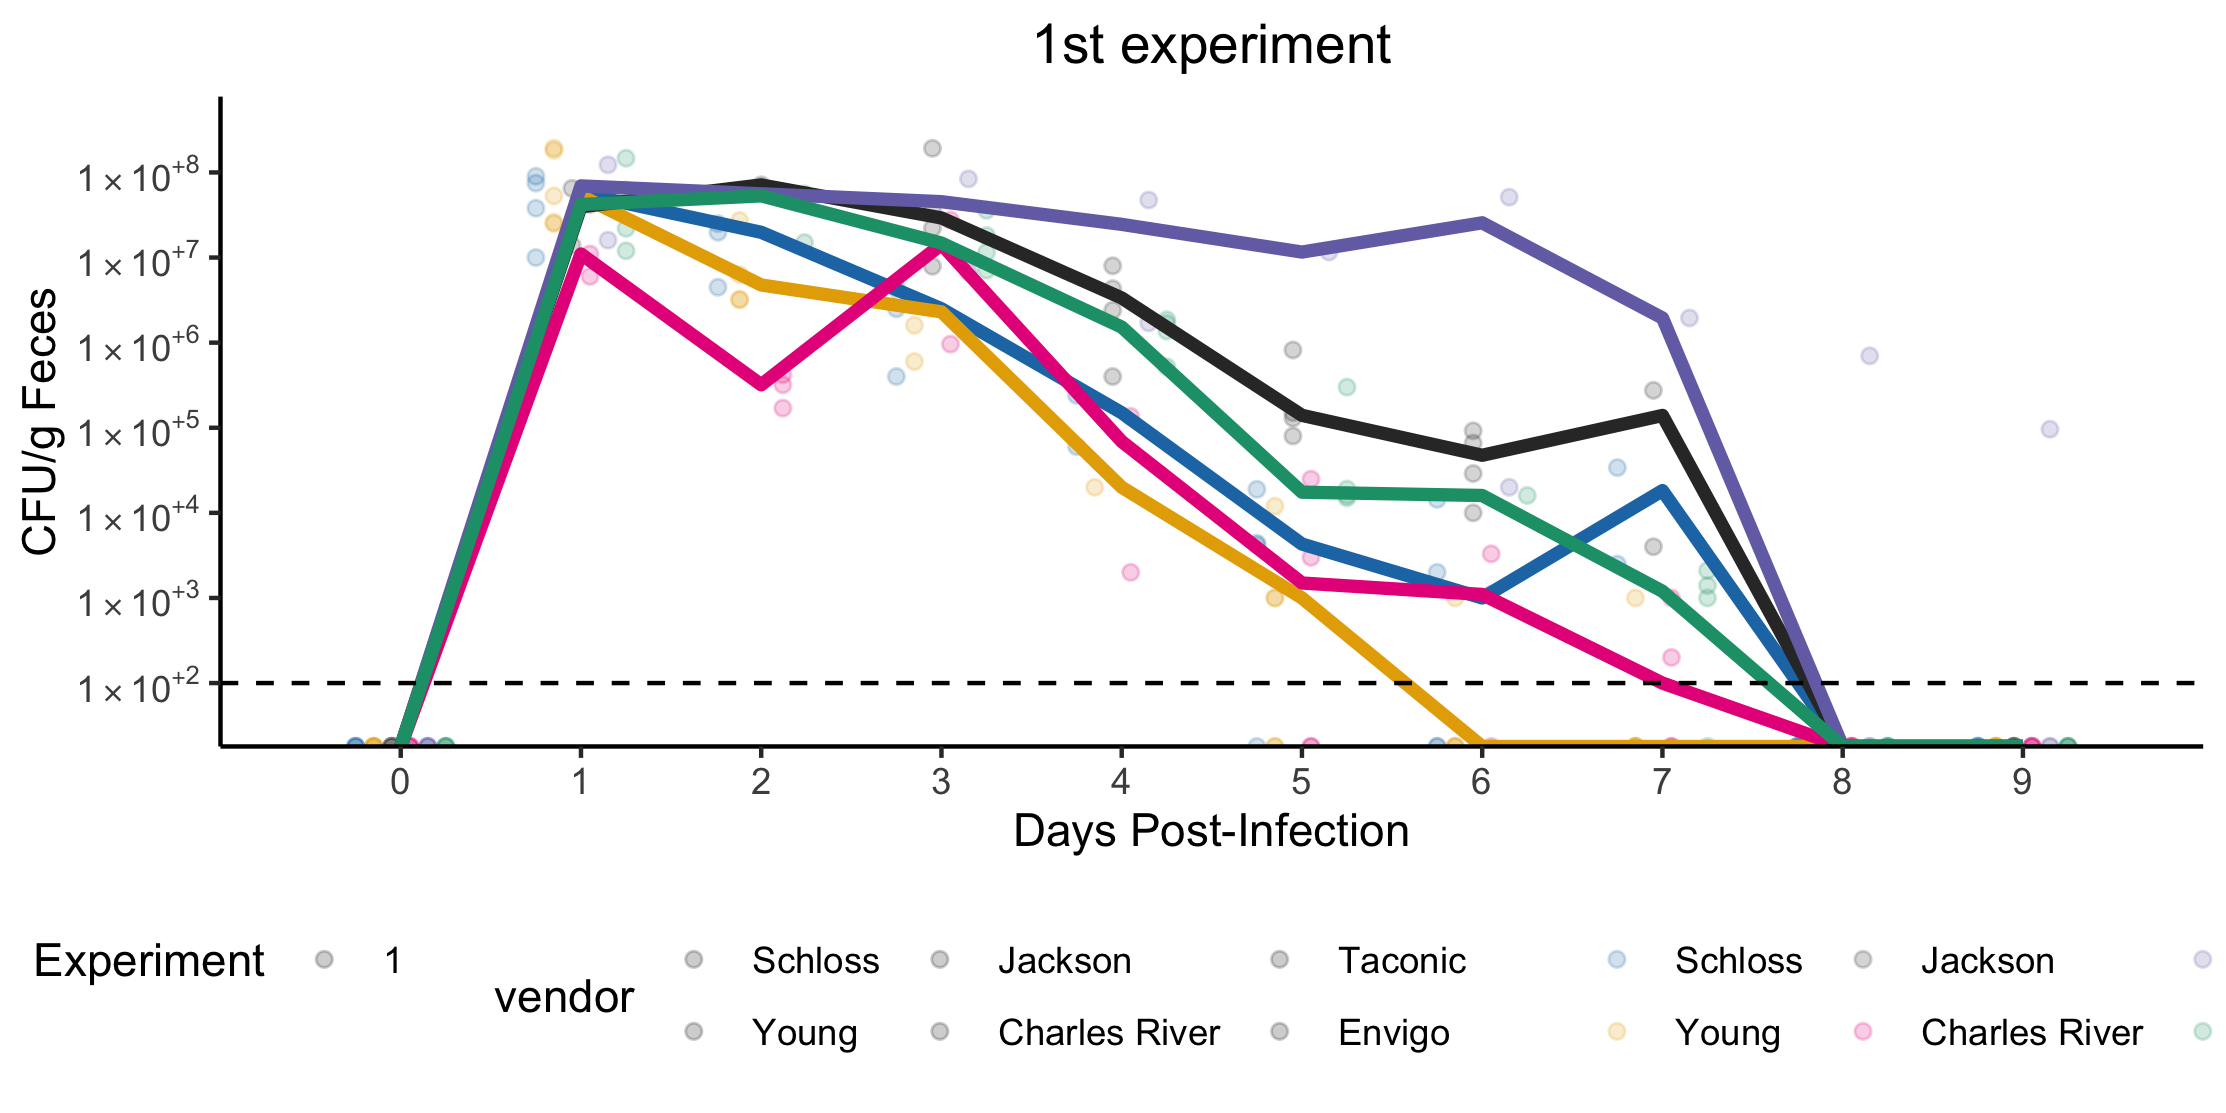 1st experiment
CFU/g Feces
1×10+8
1×10+7
1×10+6
1×10+5
1×10+4
1×10+3
1×10+2
0 1 2 3 4 5 6 7 8 9
Days Post-Infection
Experiment 1
vendor
Schloss Jackson Taconic Schloss Jackson
Young Charles River Envigo Young Charles River